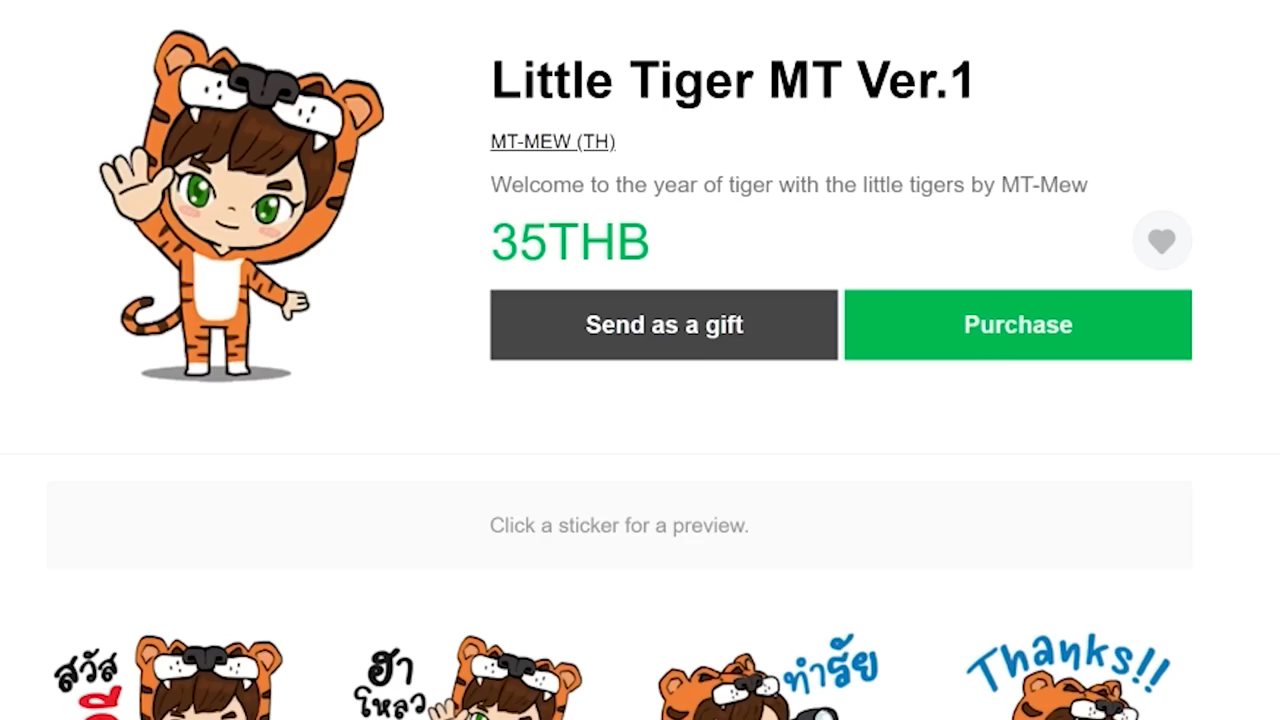 Little Tiger MT Ver.1
MT-MEW (TH)
Welcome to the year of tiger with the little tigers by MT-Mew
35THB
Send as a gift
Purchase
Click a sticker for a preview.
สวัส
ดี
ฮา
โหลว
ทำรัย
Thanks!!